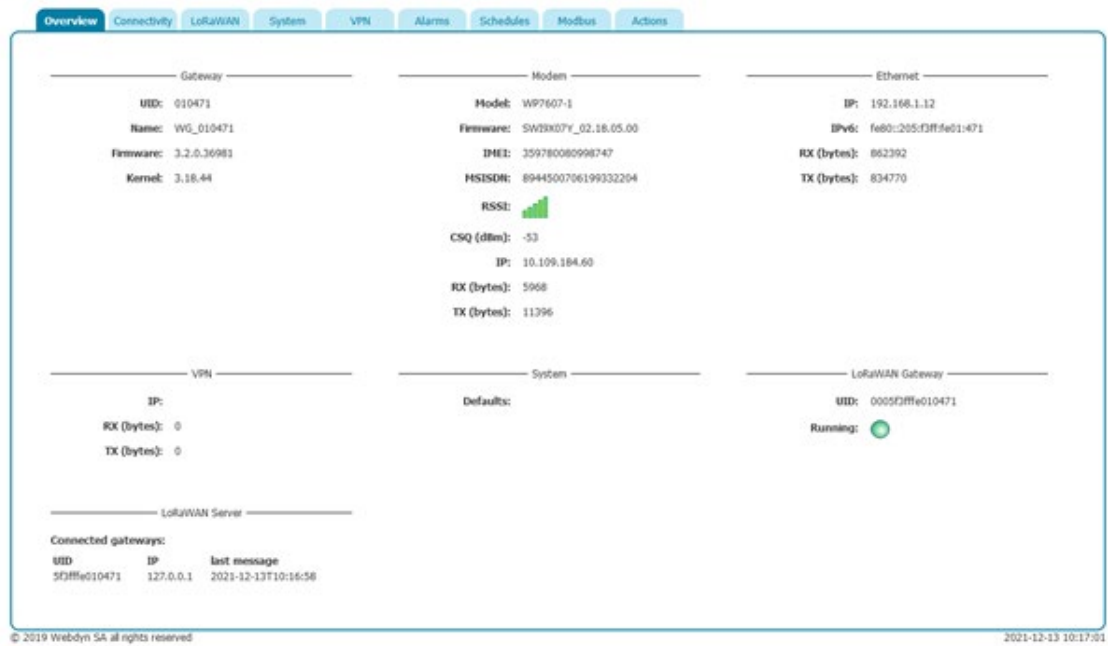 Overview Connectivity LoRaWAN System VPN Alarms Schedules Modbus Actions
Gateway
UID: 010471
Name: WG_010471
Firmware: 3.2.0.36981
Kernel: 3.18.44
Modem
Model: WP7607-1
Firmware: SWI9X07Y_02.18.05.00
IMEI: 359780080998747
MSISDN: 8944500706199332204
RSSI:
CSQ (dBm): -53
IP: 10.109.184.60
RX (bytes): 5968
TX (bytes): 11396
Ethernet
IP: 192.168.1.12
IPv6: fe80::205:f3ff:fe01:471
RX (bytes): 862392
TX (bytes): 834770
VPN
IP:
RX (bytes): 0
TX (bytes): 0
System
Defaults:
LoRaWAN Gateway
UID: 0005f3fffe010471
Running:
LoRaWAN Server
Connected gateways:
UID IP last message
5f3fffe010471 127.0.0.1 2021-12-13T10:16:58
© 2019 Webdyn SA all rights reserved
2021-12-13 10:17:01